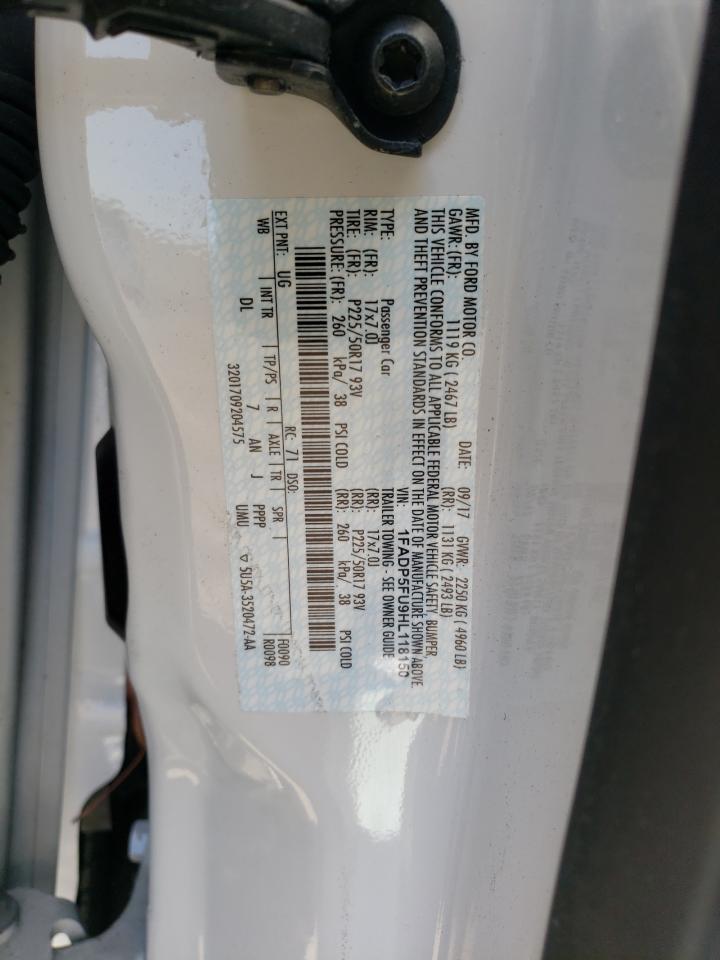 MFD. BY FORD MOTOR CO.
DATE: 09/17 GVWR: 2250 KG ( 4960 LB)
GAWR: (FR): 1119 KG ( 2467 LB) (RR): 1131 KG ( 2493 LB)
THIS VEHICLE CONFORMS TO ALL APPLICABLE FEDERAL MOTOR VEHICLE SAFETY, BUMPER,
AND THEFT PREVENTION STANDARDS IN EFFECT ON THE DATE OF MANUFACTURE SHOWN ABOVE.
VIN: 1FADP5FU9HL118150
TYPE: Passenger Car TRAILER TOWING - SEE OWNER GUIDE
RIM: (FR): 17x7.0J (RR): 17x7.0J
TIRE: (FR): P225/50R17 93V (RR): P225/50R17 93V
PRESSURE: (FR): 260 kPa/ 38 PSI COLD (RR): 260 kPa/ 38 PSI COLD
EXT PNT: UG RC: 71 DSO: F0090
WB INT TR TP/PS R AXLE TR SPR R0098
DL 7 AN J PPPP
3201709204575 UMU 5U5A-3520472-AA